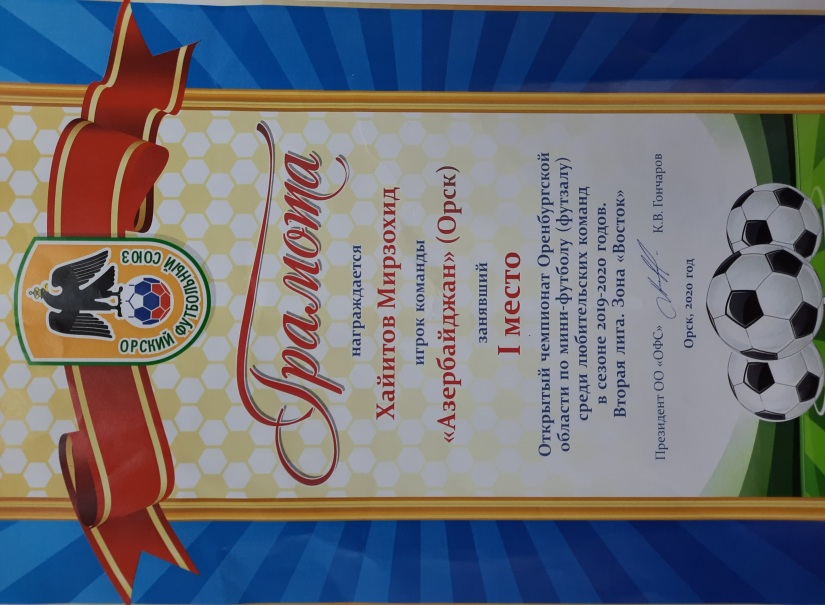 ОРСКИЙ ФУТБОЛЬНЫЙ СОЮЗ
Грамота
награждается
Хайитов Мирзохид
игрок команды
«Азербайджан» (Орск)
занявший
I место
Открытый чемпионат Оренбургской
области по мини-футболу (футзалу)
среди любительских команд
в сезоне 2019-2020 годов.
Вторая лига. Зона «Восток»
Президент ОО «ОФС» К.В. Гончаров
Орск, 2020 год